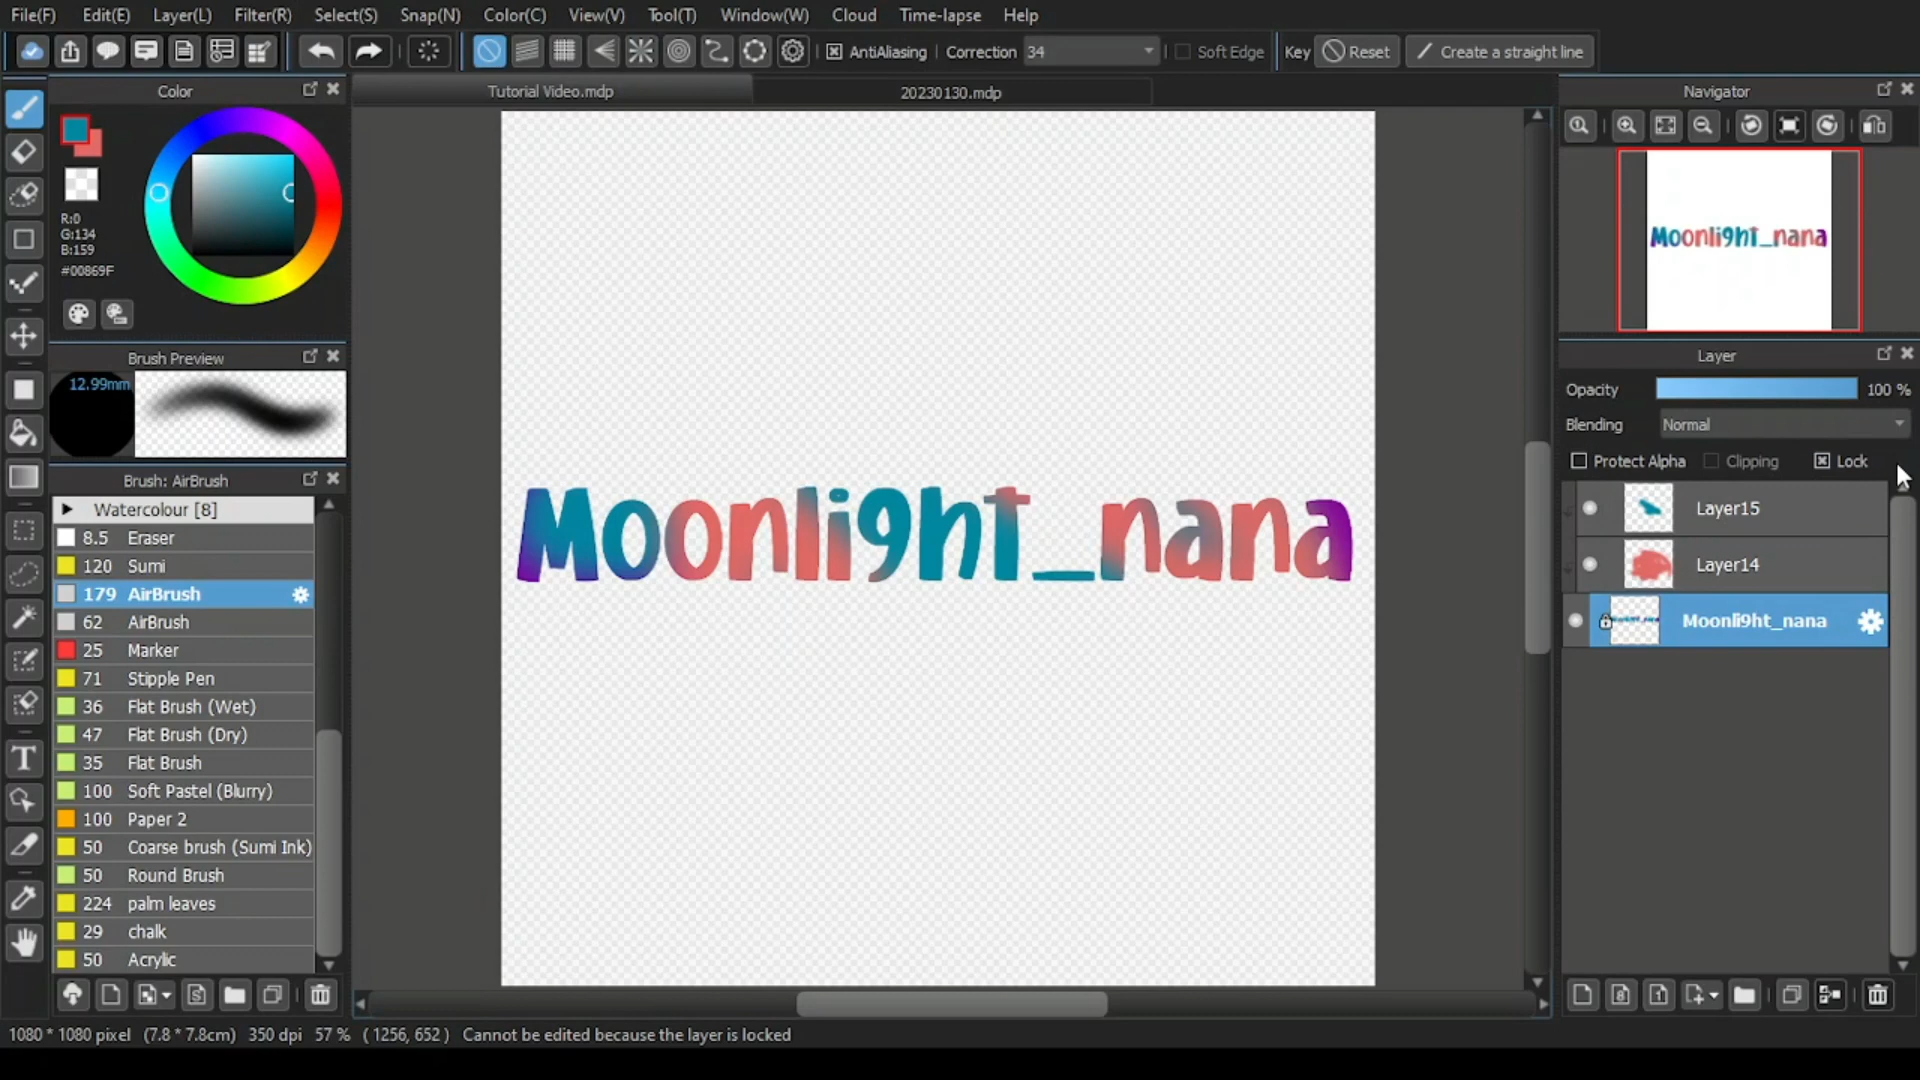 File(F) Edit(E) Layer(L) Filter(R) Select(S) Snap(N) Color(C) View(V) Tool(T) Window(W) Cloud Time-lapse Help
AntiAliasing Correction 34 Soft Edge Key Reset Create a straight line
Color
R:0
G:134
B:159
#00869F
Brush Preview
12.99mm
Brush: AirBrush
Watercolour [8]
8.5 Eraser
120 Sumi
179 AirBrush
62 AirBrush
25 Marker
71 Stipple Pen
36 Flat Brush (Wet)
47 Flat Brush (Dry)
35 Flat Brush
100 Soft Pastel (Blurry)
100 Paper 2
50 Coarse brush (Sumi Ink)
50 Round Brush
224 palm leaves
29 chalk
50 Acrylic
Tutorial Video.mdp 20230130.mdp
Moonli9ht_nana
Navigator
Moonli9ht_nana
Layer
Opacity 100 %
Blending Normal
Protect Alpha Clipping Lock
Layer15
Layer14
Moonli9ht_nana
1080 * 1080 pixel (7.8 * 7.8cm) 350 dpi 57 % ( 1256, 652 ) Cannot be edited because the layer is locked